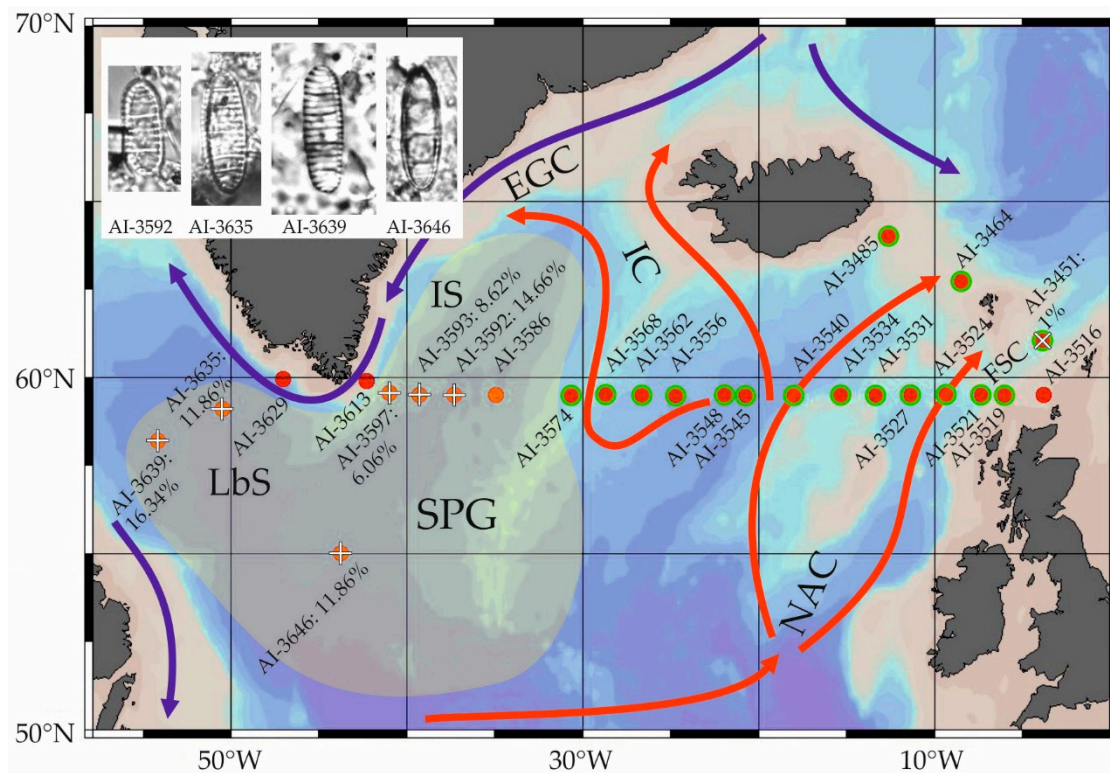 70°N
AI-3592
AI-3635
AI-3639
AI-3646
EGC
IS
IC
AI-3485
AI-3464
AI-3451:
1%
AI-3593: 8.62%
AI-3592: 14.66%
AI-3586
AI-3568
AI-3562
AI-3556
AI-3540
AI-3534
AI-3531
AI-3524
FSC
AI-3516
60°N
AI-3635:
11.86%
AI-3629
AI-3613
AI-3597:
6.06%
AI-3574
AI-3548
AI-3545
AI-3527
AI-3521
AI-3519
AI-3639:
16.34%
LbS
SPG
AI-3646: 11.86%
NAC
50°N
50°W
30°W
10°W